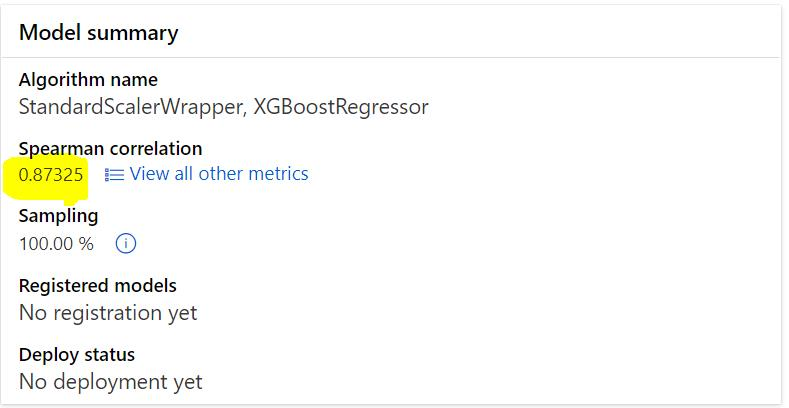 Model summary
Algorithm name
StandardScalerWrapper, XGBoostRegressor
Spearman correlation
0.87325 View all other metrics
Sampling
100.00 %
Registered models
No registration yet
Deploy status
No deployment yet